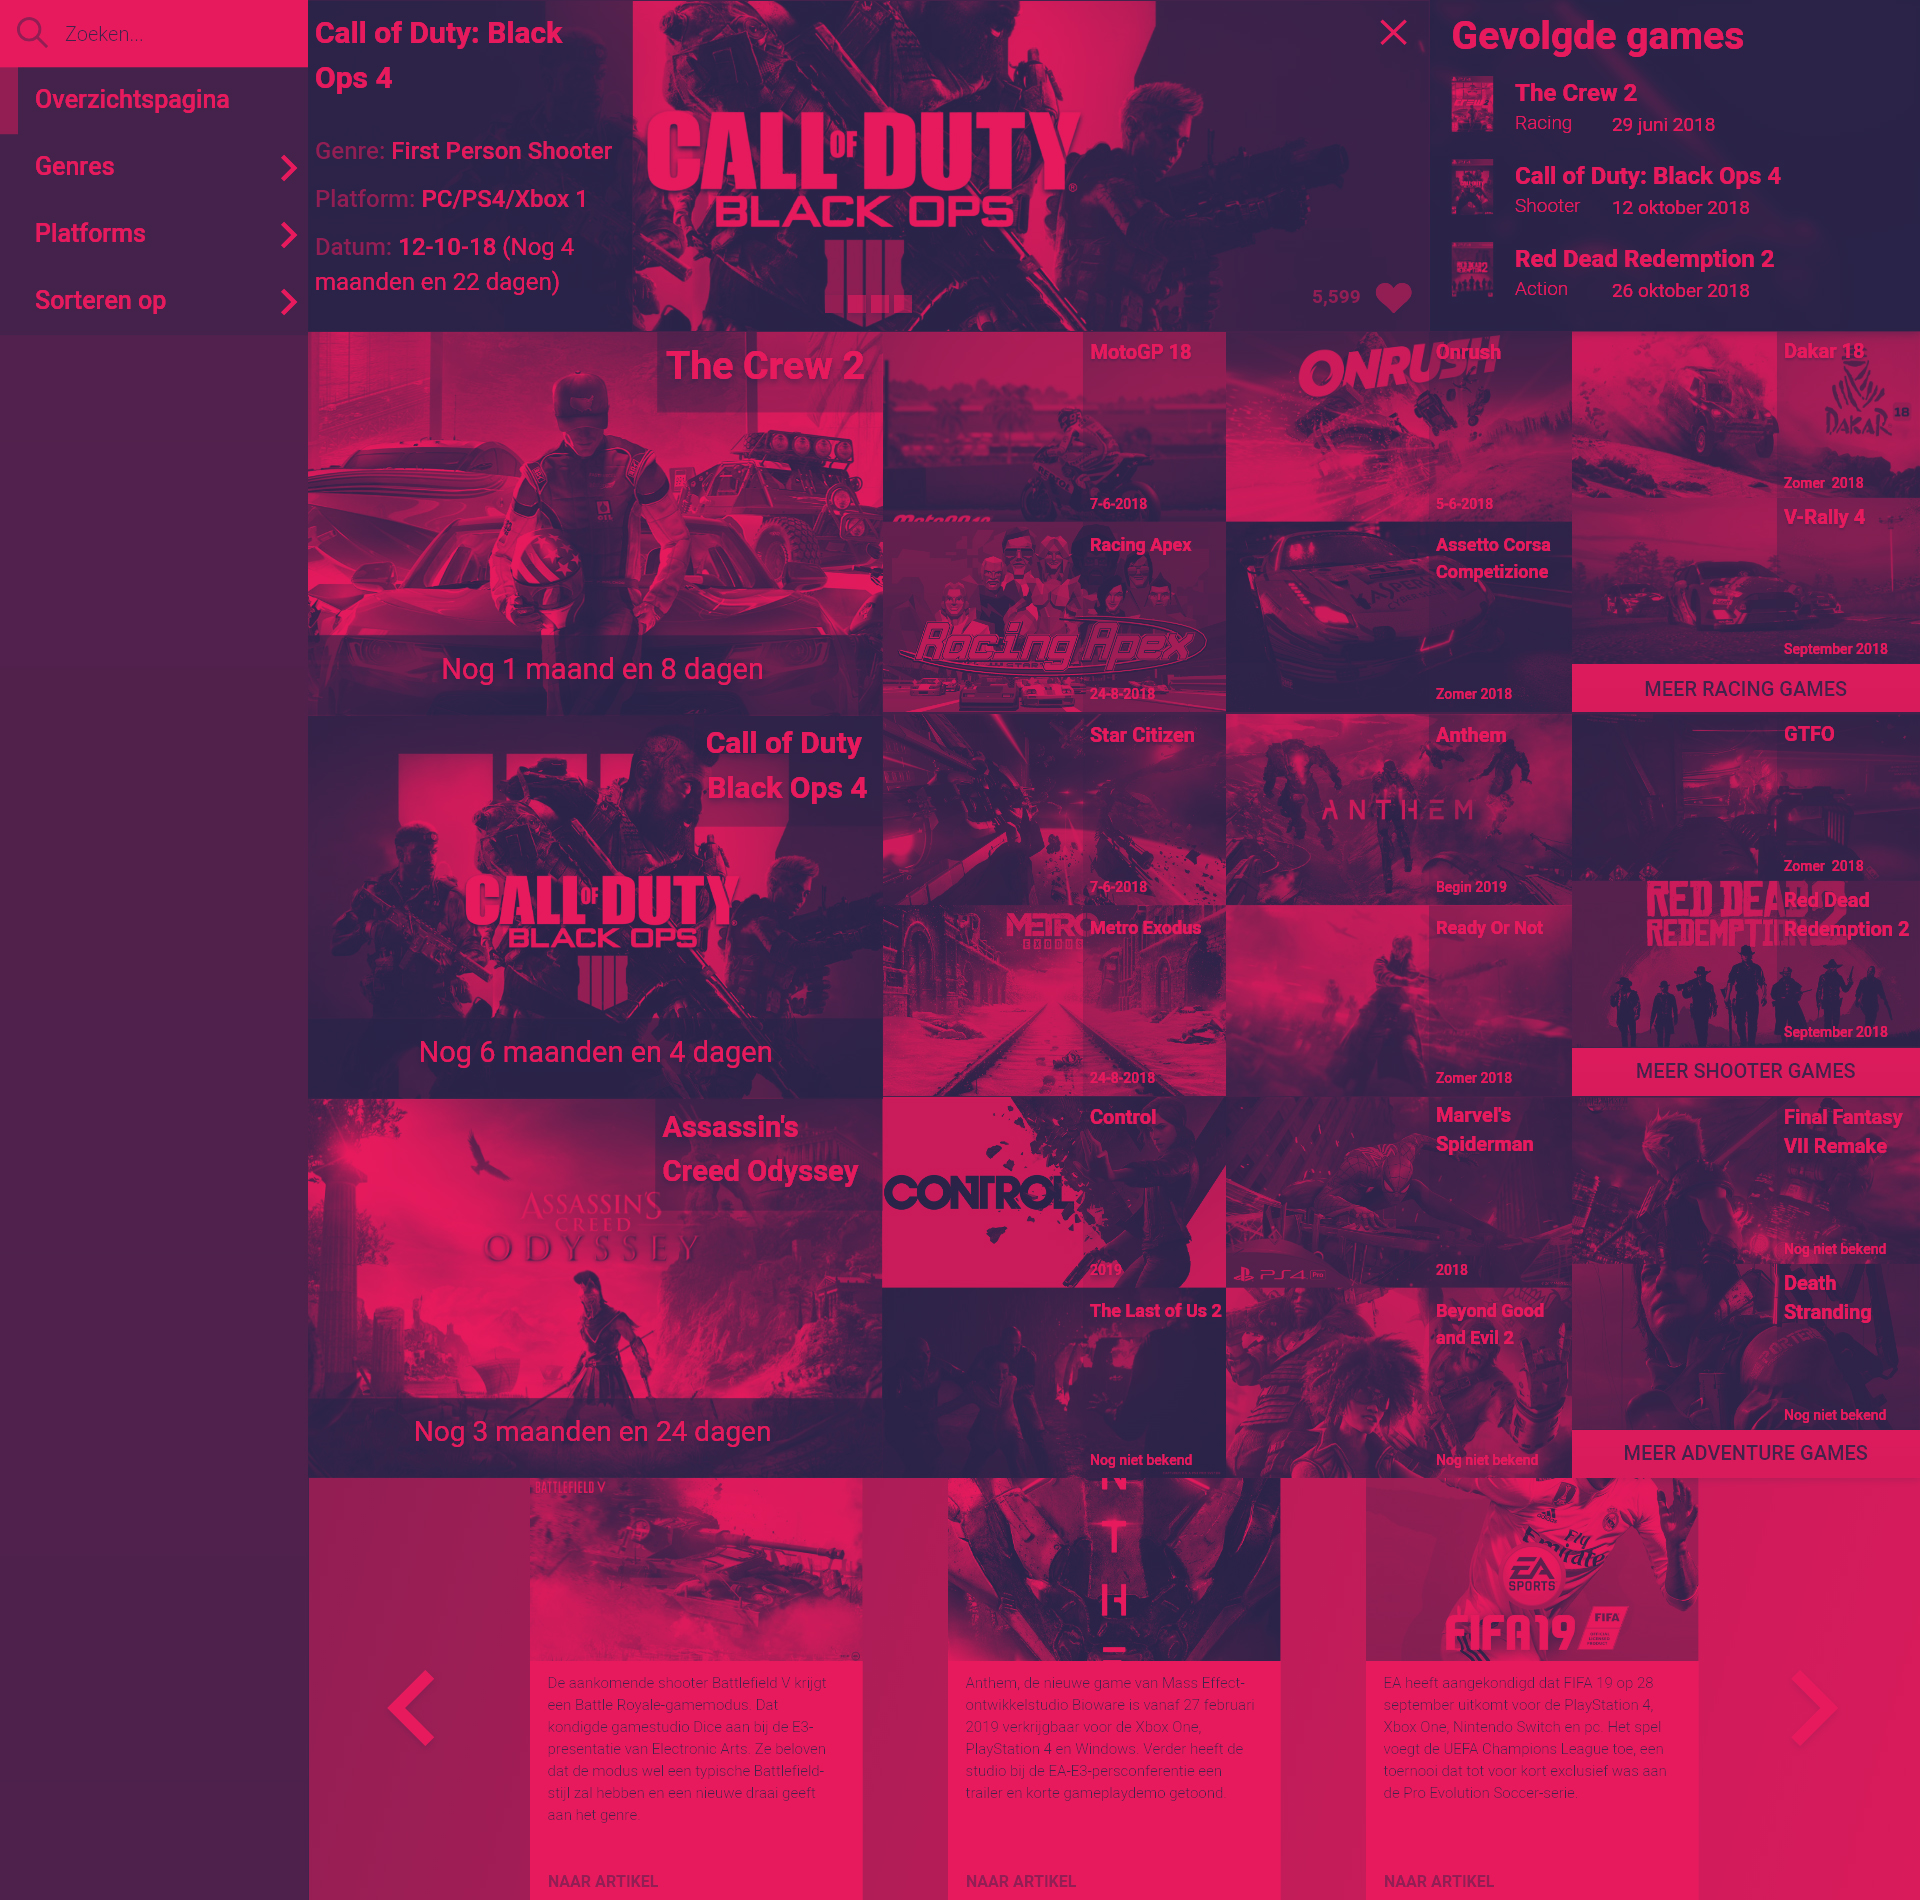 Zoeken...
Overzichtspagina
Genres
Platforms
Sorteren op
Call of Duty: Black
Ops 4
Genre: First Person Shooter
Platform: PC/PS4/Xbox 1
Datum: 12-10-18 (Nog 4
maanden en 22 dagen)
CALL OF DUTY
BLACK OPS
5,599
Gevolgde games
The Crew 2
Racing 29 juni 2018
Call of Duty: Black Ops 4
Shooter 12 oktober 2018
Red Dead Redemption 2
Action 26 oktober 2018
The Crew 2
Nog 1 maand en 8 dagen
MotoGP 18
7-6-2018
MotoGP18
ONRUSH
Onrush
5-6-2018
Dakar 18
DAKAR 18
Zomer 2018
Racing Apex
Racing Apex
24-8-2018
Assetto Corsa
Competizione
Zomer 2018
V-Rally 4
September 2018
MEER RACING GAMES
Call of Duty
Black Ops 4
CALL OF DUTY
BLACK OPS
Nog 6 maanden en 4 dagen
Star Citizen
7-6-2018
Anthem
ANTHEM
Begin 2019
GTFO
Zomer 2018
METRO
EXODUS
Metro Exodus
24-8-2018
Ready Or Not
Zomer 2018
RED DEAD
REDEMPTION 2
Red Dead
Redemption 2
September 2018
MEER SHOOTER GAMES
Assassin's
Creed Odyssey
ASSASSIN'S
CREED
ODYSSEY
Nog 3 maanden en 24 dagen
Control
CONTROL
2019
Marvel's
Spiderman
PS4 Pro
2018
Final Fantasy
VII Remake
Nog niet bekend
The Last of Us 2
Nog niet bekend
Beyond Good
and Evil 2
Nog niet bekend
Death
Stranding
Nog niet bekend
MEER ADVENTURE GAMES
BATTLEFIELD V
De aankomende shooter Battlefield V krijgt
een Battle Royale-gamemodus. Dat
kondigde gamestudio Dice aan bij de E3-
presentatie van Electronic Arts. Ze beloven
dat de modus wel een typische Battlefield-
stijl zal hebben en een nieuwe draai geeft
aan het genre.
NAAR ARTIKEL
N
T
H
Anthem, de nieuwe game van Mass Effect-
ontwikkelstudio Bioware is vanaf 27 februari
2019 verkrijgbaar voor de Xbox One,
PlayStation 4 en Windows. Verder heeft de
studio bij de EA-E3-persconferentie een
trailer en korte gameplaydemo getoond.
NAAR ARTIKEL
Fly
Emirates
EA
SPORTS
FIFA 19 FIFA
EA heeft aangekondigd dat FIFA 19 op 28
september uitkomt voor de PlayStation 4,
Xbox One, Nintendo Switch en pc. Het spel
voegt de UEFA Champions League toe, een
toernooi dat tot voor kort exclusief was aan
de Pro Evolution Soccer-serie.
NAAR ARTIKEL